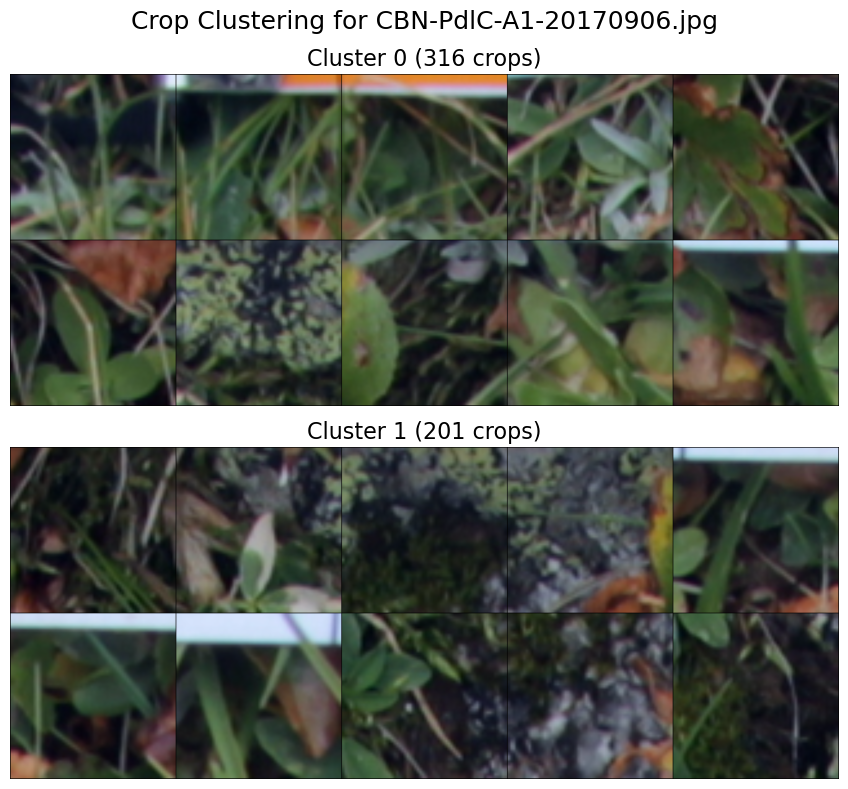 Crop Clustering for CBN-PdlC-A1-20170906.jpg
Cluster 0 (316 crops)
Cluster 1 (201 crops)